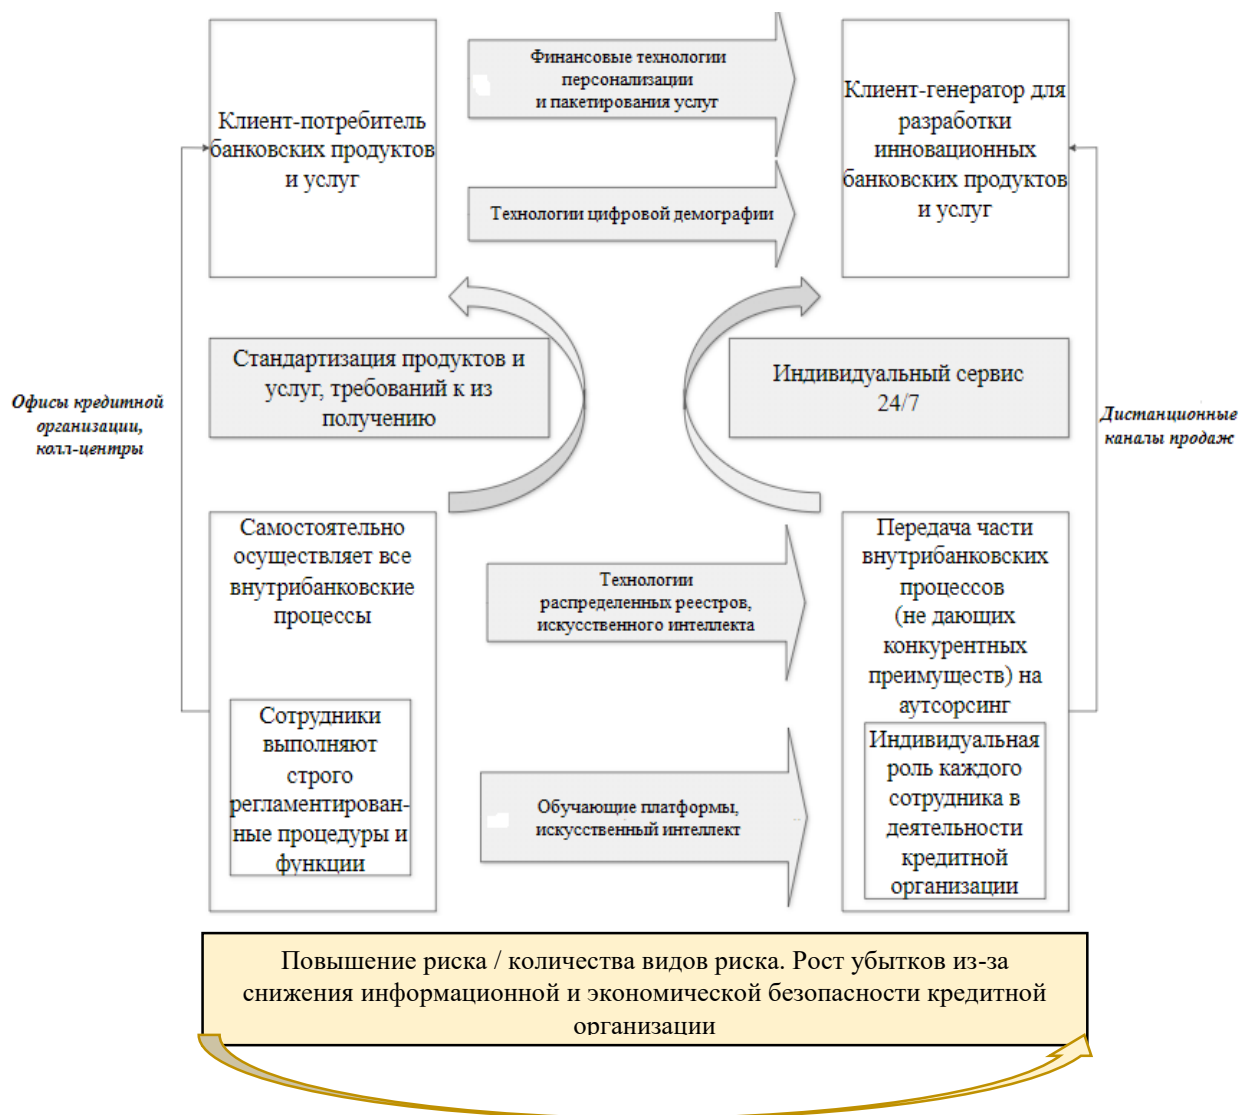 Финансовые технологии
персонализации
и пакетирования услуг
Клиент-потребитель
банковских продуктов
и услуг
Клиент-генератор для
разработки
инновационных
банковских продуктов
и услуг
Технологии цифровой демографии
Стандартизация продуктов и
услуг, требований к из
получению
Индивидуальный сервис
24/7
Офисы кредитной
организации,
колл-центры
Дистанционные
каналы продаж
Самостоятельно
осуществляет все
внутрибанковские
процессы
Технологии
распределенных реестров,
искусственного интеллекта
Передача части
внутрибанковских
процессов
(не дающих
конкурентных
преимуществ) на
аутсорсинг
Сотрудники
выполняют
строго
регламентирован-
ные процедуры и
функции
Обучающие платформы,
искусственный интеллект
Индивидуальная
роль каждого
сотрудника в
деятельности
кредитной
организации
Повышение риска / количества видов риска. Рост убытков из-за
снижения информационной и экономической безопасности кредитной
организации